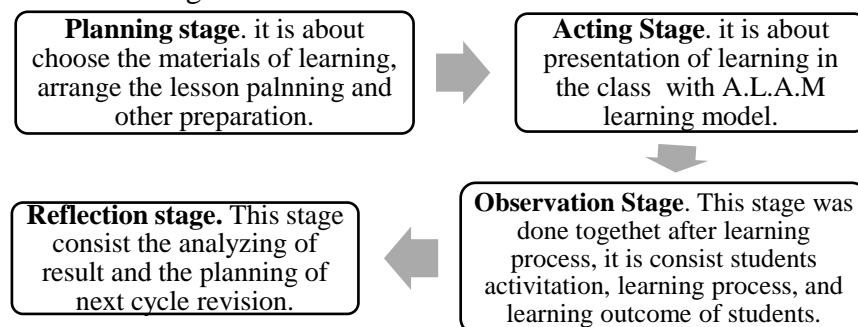 Planning stage. it is about
choose the materials of learning,
arrange the lesson palnning and
other preparation.
Acting Stage. it is about
presentation of learning in
the class with A.L.A.M
learning model.
Observation Stage. This stage was
done togethet after learning
process, it is consist students
activitation, learning process, and
learning outcome of students.
Reflection stage. This stage
consist the analyzing of
result and the planning of
next cycle revision.